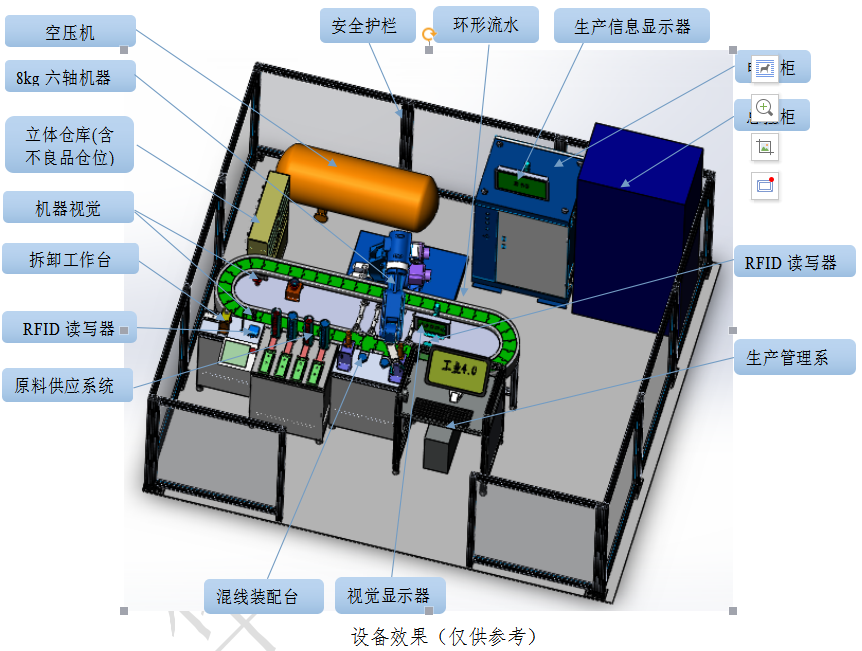 空压机
安全护栏
环形流水
生产信息显示器
柜
8kg 六轴机器
柜
立体仓库(含
不良品仓位)
机器视觉
拆卸工作台
RFID 读写器
RFID 读写器
原料供应系统
生产管理系
工业4.0
混线装配台
视觉显示器
设备效果（仅供参考）